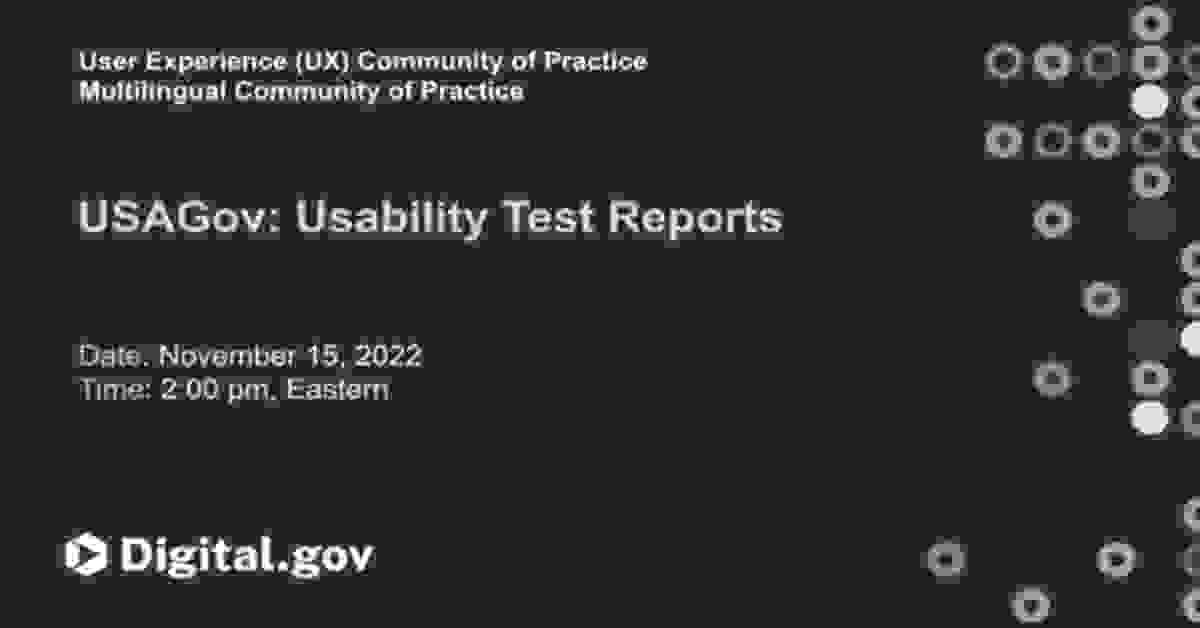 User Experience (UX) Community of Practice
Multilingual Community of Practice
USAGov: Usability Test Reports
Date: November 15, 2022
Time: 2:00 pm, Eastern
Digital.gov